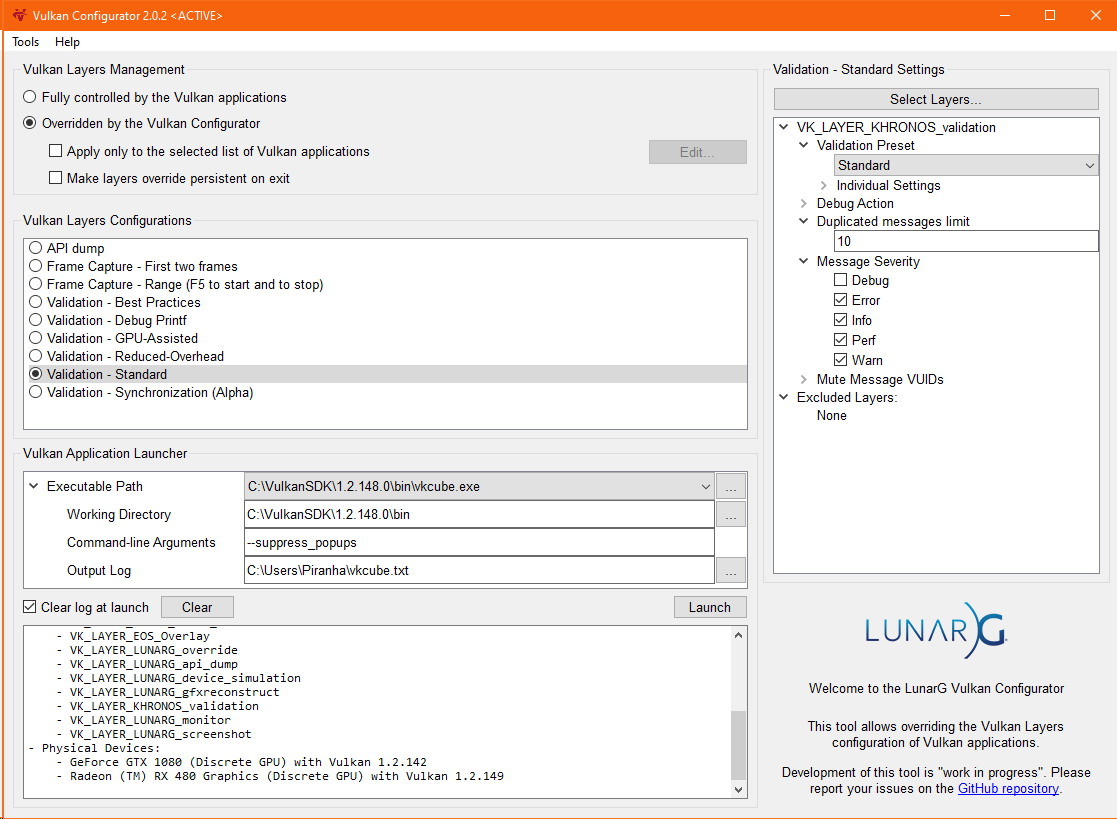 Vulkan Configurator 2.0.2 <ACTIVE>
Tools Help
Vulkan Layers Management
Fully controlled by the Vulkan applications
Overridden by the Vulkan Configurator
Apply only to the selected list of Vulkan applications
Edit...
Make layers override persistent on exit
Vulkan Layers Configurations
API dump
Frame Capture - First two frames
Frame Capture - Range (F5 to start and to stop)
Validation - Best Practices
Validation - Debug Printf
Validation - GPU-Assisted
Validation - Reduced-Overhead
Validation - Standard
Validation - Synchronization (Alpha)
Vulkan Application Launcher
Executable Path C:\VulkanSDK\1.2.148.0\bin\vkcube.exe ...
Working Directory C:\VulkanSDK\1.2.148.0\bin ...
Command-line Arguments --suppress_popups
Output Log C:\Users\Piranha\vkcube.txt ...
Clear log at launch Clear Launch
- VK_LAYER_EOS_Overlay
- VK_LAYER_LUNARG_override
- VK_LAYER_LUNARG_api_dump
- VK_LAYER_LUNARG_device_simulation
- VK_LAYER_LUNARG_gfxreconstruct
- VK_LAYER_KHRONOS_validation
- VK_LAYER_LUNARG_monitor
- VK_LAYER_LUNARG_screenshot
- Physical Devices:
- GeForce GTX 1080 (Discrete GPU) with Vulkan 1.2.142
- Radeon (TM) RX 480 Graphics (Discrete GPU) with Vulkan 1.2.149
Validation - Standard Settings
Select Layers...
VK_LAYER_KHRONOS_validation
Validation Preset
Standard
Individual Settings
Debug Action
Duplicated messages limit
10
Message Severity
Debug
Error
Info
Perf
Warn
Mute Message VUIDs
Excluded Layers:
None
LUNARG
Welcome to the LunarG Vulkan Configurator
This tool allows overriding the Vulkan Layers
configuration of Vulkan applications.
Development of this tool is "work in progress". Please
report your issues on the GitHub repository.